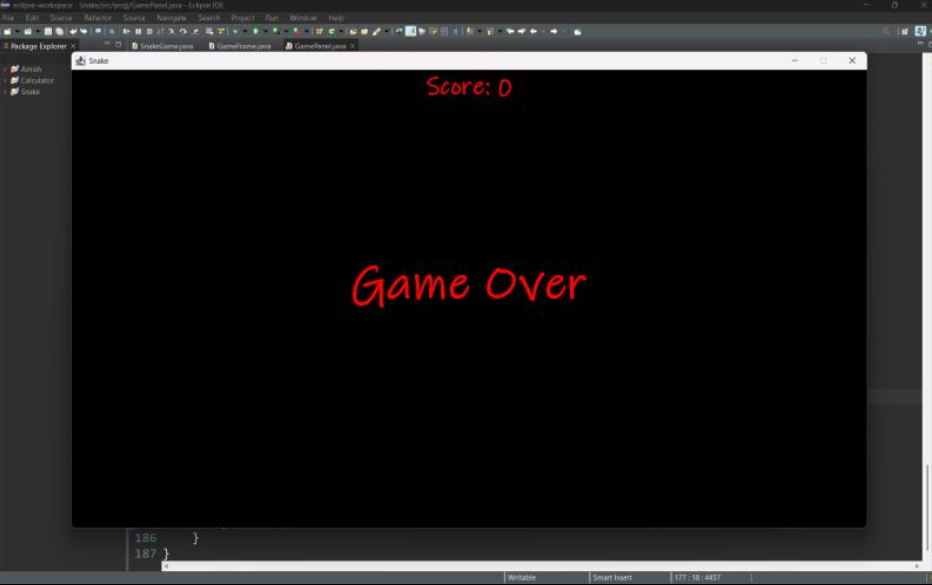 eclipse-workspace - Snake/src/projj/GamePanel.java - Eclipse IDE
File Edit Source Refactor Source Navigate Search Project Run Window Help
Package Explorer
SnakeGame.java GameFrame.java GamePanel.java
Amish
Calculator
Snake
Snake
Score: 0
Game Over
186 }
187 }
Writable Smart Insert 177 : 18 : 4457